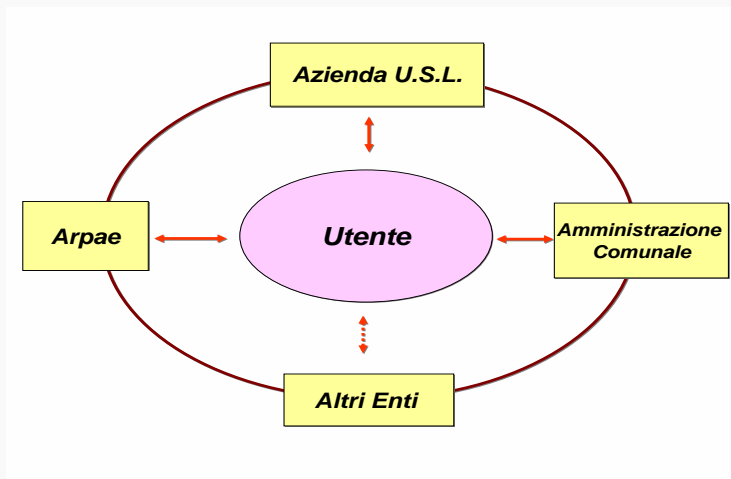 Azienda U.S.L.
Arpae
Utente
Amministrazione
Comunale
Altri Enti